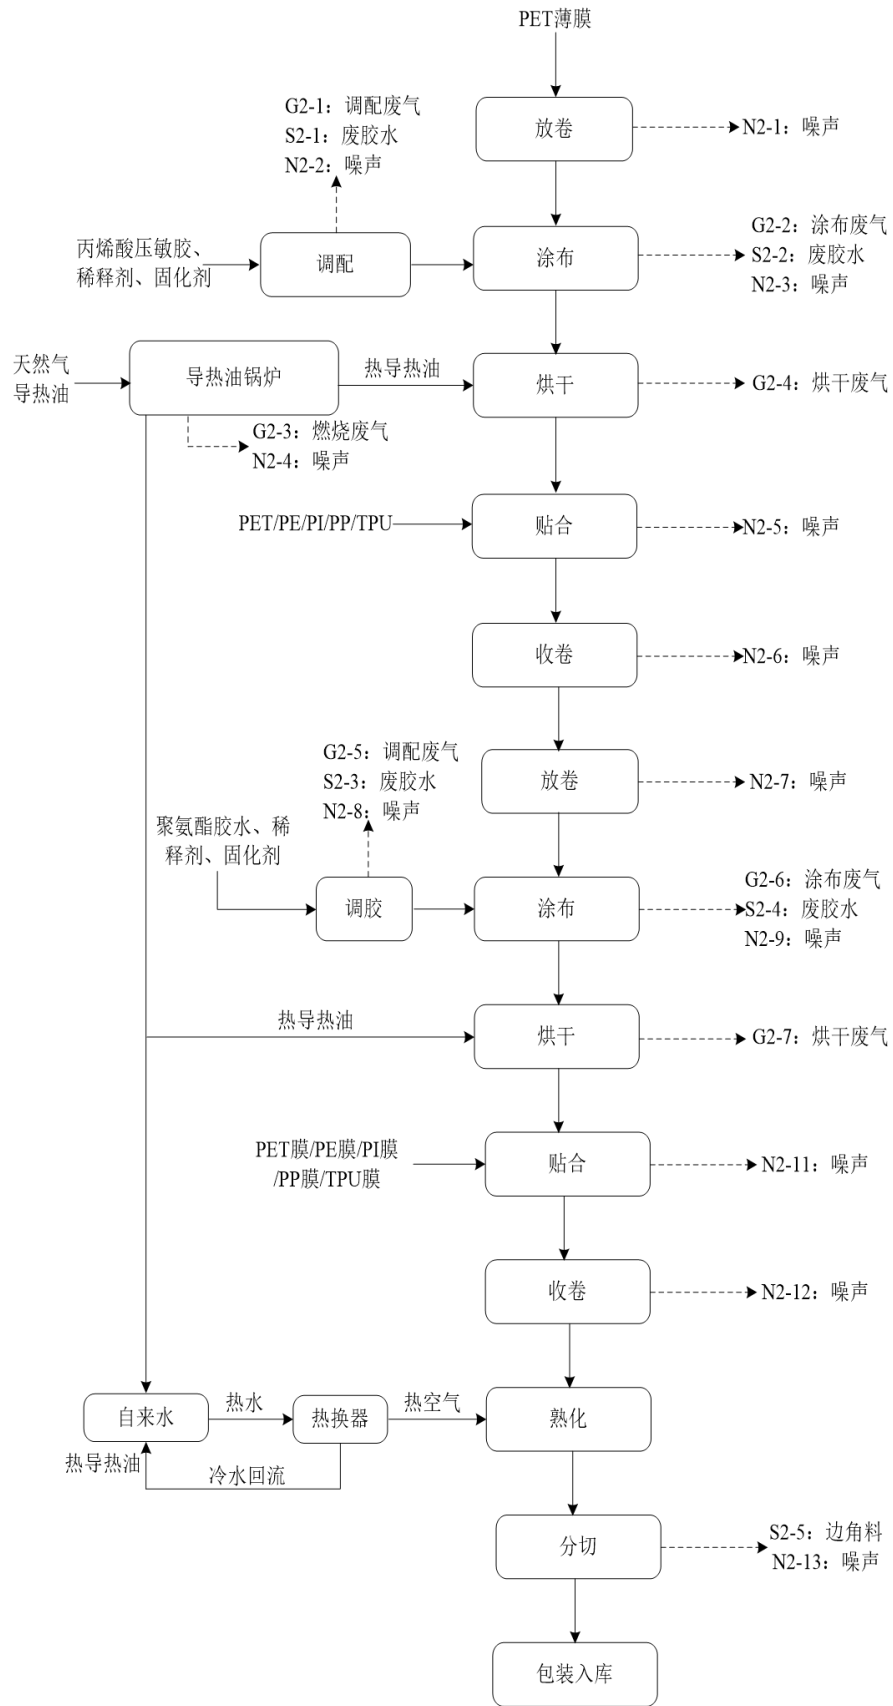 PET薄膜
放卷
N2-1：噪声
G2-1：调配废气
S2-1：废胶水
N2-2：噪声
丙烯酸压敏胶、
稀释剂、固化剂
调配
涂布
G2-2：涂布废气
S2-2：废胶水
N2-3：噪声
天然气
导热油
导热油锅炉
热导热油
烘干
G2-4：烘干废气
G2-3：燃烧废气
N2-4：噪声
PET/PE/PI/PP/TPU
贴合
N2-5：噪声
收卷
N2-6：噪声
放卷
N2-7：噪声
G2-5：调配废气
S2-3：废胶水
N2-8：噪声
聚氨酯胶水、稀
释剂、固化剂
调胶
涂布
G2-6：涂布废气
S2-4：废胶水
N2-9：噪声
热导热油
烘干
G2-7：烘干废气
PET膜/PE膜/PI膜
/PP膜/TPU膜
贴合
N2-11：噪声
收卷
N2-12：噪声
自来水
热水
热换器
热空气
熟化
热导热油
冷水回流
分切
S2-5：边角料
N2-13：噪声
包装入库